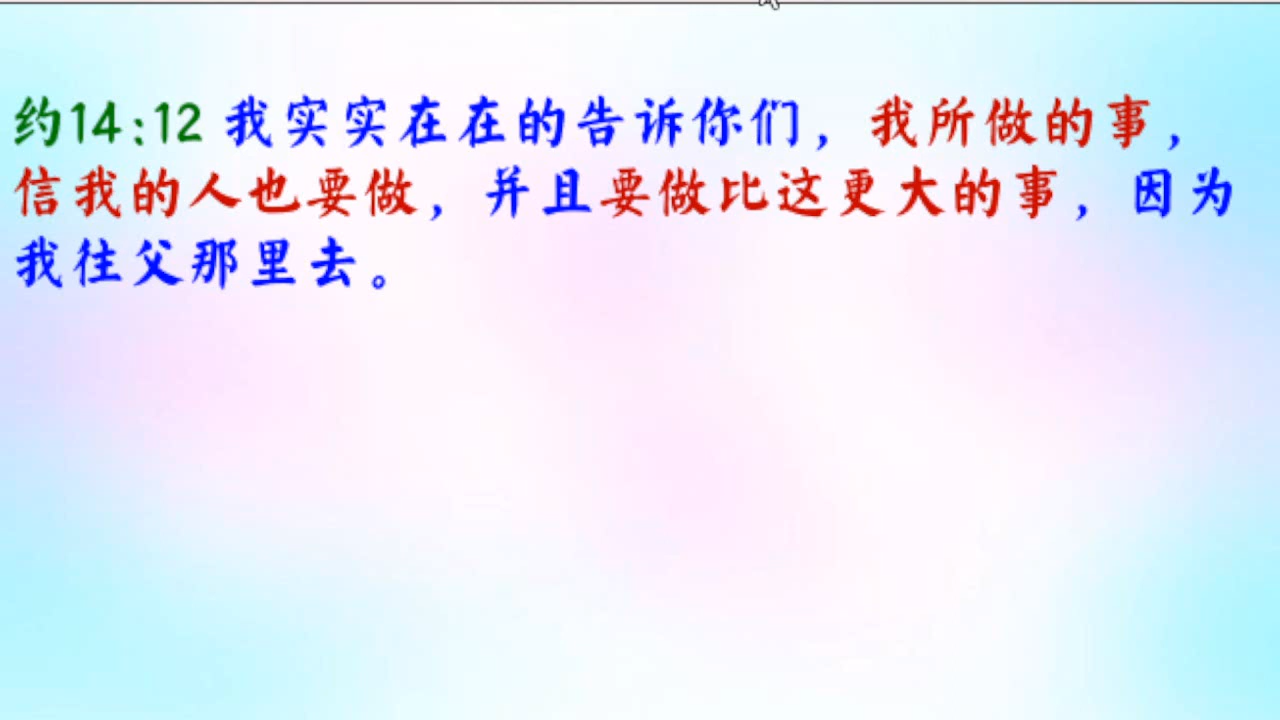 约14:12 我实实在在的告诉你们，我所做的事，
信我的人也要做，并且要做比这更大的事，因为
我往父那里去。